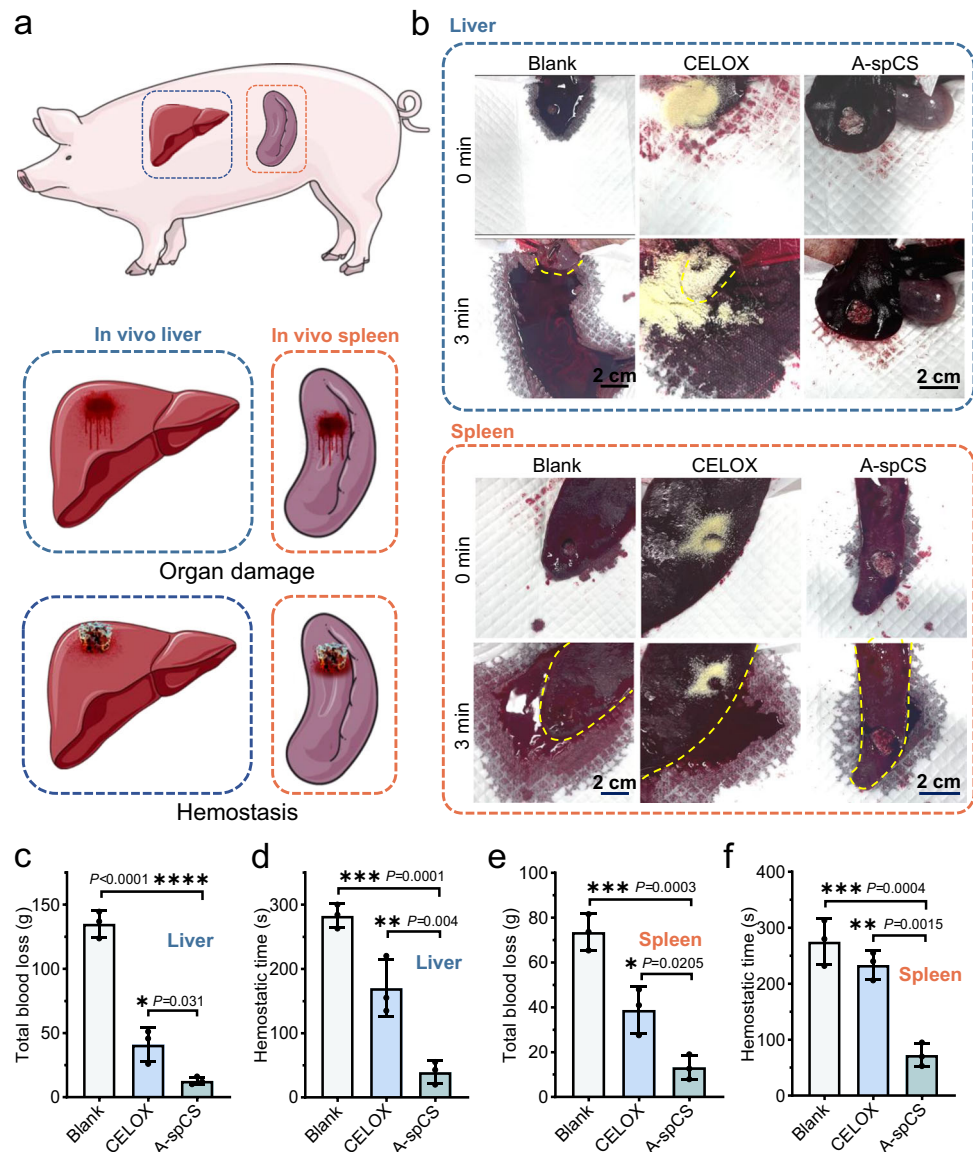 a
In vivo liver
In vivo spleen
Organ damage
Hemostasis
b
Liver
Blank
CELOX
A-spCS
0 min
3 min
2 cm
2 cm
Spleen
Blank
CELOX
A-spCS
0 min
3 min
2 cm
2 cm
c
Total blood loss (g)
150
100
50
0
P<0.0001 ****
Liver
* P=0.031
Blank
CELOX
A-spCS
d
Hemostatic time (s)
300
200
100
0
*** P=0.0001
** P=0.004
Liver
Blank
CELOX
A-spCS
e
Total blood loss (g)
100
80
60
40
20
0
*** P=0.0003
Spleen
* P=0.0205
Blank
CELOX
A-spCS
f
Hemostatic time (s)
400
300
200
100
0
*** P=0.0004
** P=0.0015
Spleen
Blank
CELOX
A-spCS